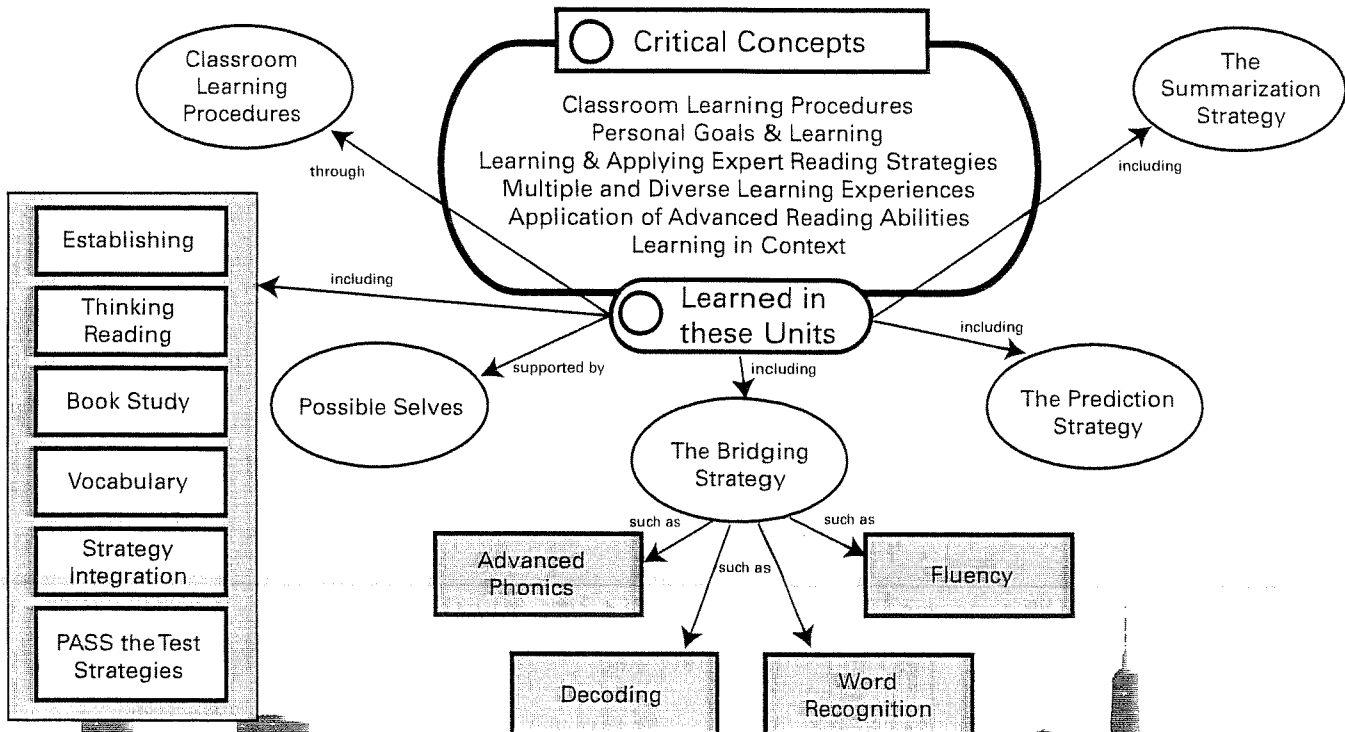 Critical Concepts
Classroom Learning Procedures
Personal Goals & Learning
Learning & Applying Expert Reading Strategies
Multiple and Diverse Learning Experiences
Application of Advanced Reading Abilities
Learning in Context
Learned in
these Units
through
Classroom
Learning
Procedures
including
Establishing
Thinking
Reading
Book Study
Vocabulary
Strategy
Integration
PASS the Test
Strategies
supported by
Possible Selves
including
The Bridging
Strategy
such as
Advanced
Phonics
such as
Decoding
Word
Recognition
such as
Fluency
including
The Prediction
Strategy
including
The
Summarization
Strategy